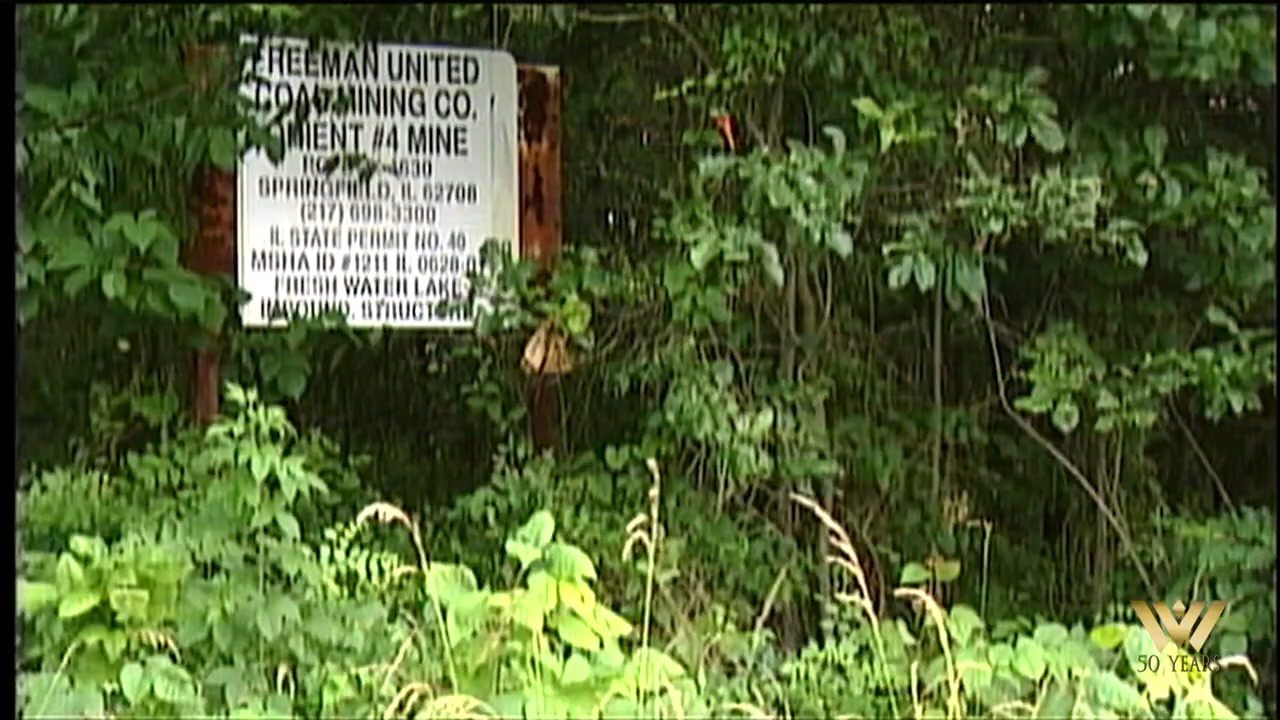 FREEMAN UNITED
COAL MINING CO.
#4 MINE
SPRINGFIELD, IL 62708
(217) 698-3300
IL STATE PERMIT NO. 40
MSHA ID #1211 IL 0628-0
FRESH WATER LAKE
IMPOUND. STRUCTURE
50 YEARS